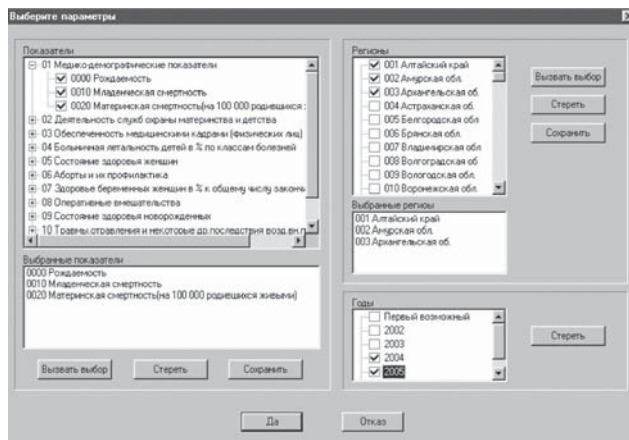 Выберите параметры
Показатели
01 Медико-демографические показатели
0000 Рождаемость
0010 Младенческая смертность
0020 Материнская смертность(на 100 000 родившихся
02 Деятельность служб охраны материнства и детства
03 Обеспеченность медицинскими кадрами (физических лиц)
04 Больничная летальность детей в % по классам болезней
05 Состояние здоровья женщин
06 Аборты и их профилактика
07 Здоровье беременных женщин в % к общему числу законч
08 Оперативные вмешательства
09 Состояние здоровья новорожденных
10 Травмы, отравления и некоторые др. последствия возд. вн. п
Выбранные показатели
0000 Рождаемость
0010 Младенческая смертность
0020 Материнская смертность(на 100 000 родившихся живыми)
Вызвать выбор
Стереть
Сохранить
Регионы
001 Алтайский край
002 Амурская обл.
003 Архангельская об.
004 Астраханская об.
005 Белгородская обл
006 Брянская обл.
007 Владимирская обл
008 Волгоградская об
009 Вологодская обл.
010 Воронежская обл.
Вызвать выбор
Стереть
Сохранить
Выбранные регионы
001 Алтайский край
002 Амурская обл.
003 Архангельская об.
Годы
Первый возможный
2002
2003
2004
2005
Стереть
Да
Отказ